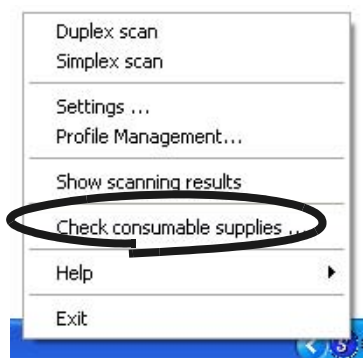 Duplex scan
Simplex scan
Settings ...
Profile Management...
Show scanning results
Check consumable supplies ...
Help
Exit